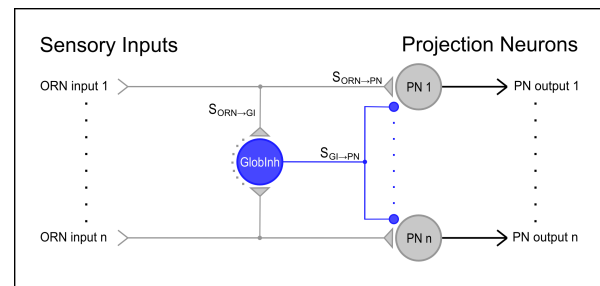 Sensory Inputs
Projection Neurons
ORN input 1
S_ORN→PN
PN 1
PN output 1
S_ORN→GI
GlobInh
S_GI→PN
ORN input n
PN n
PN output n